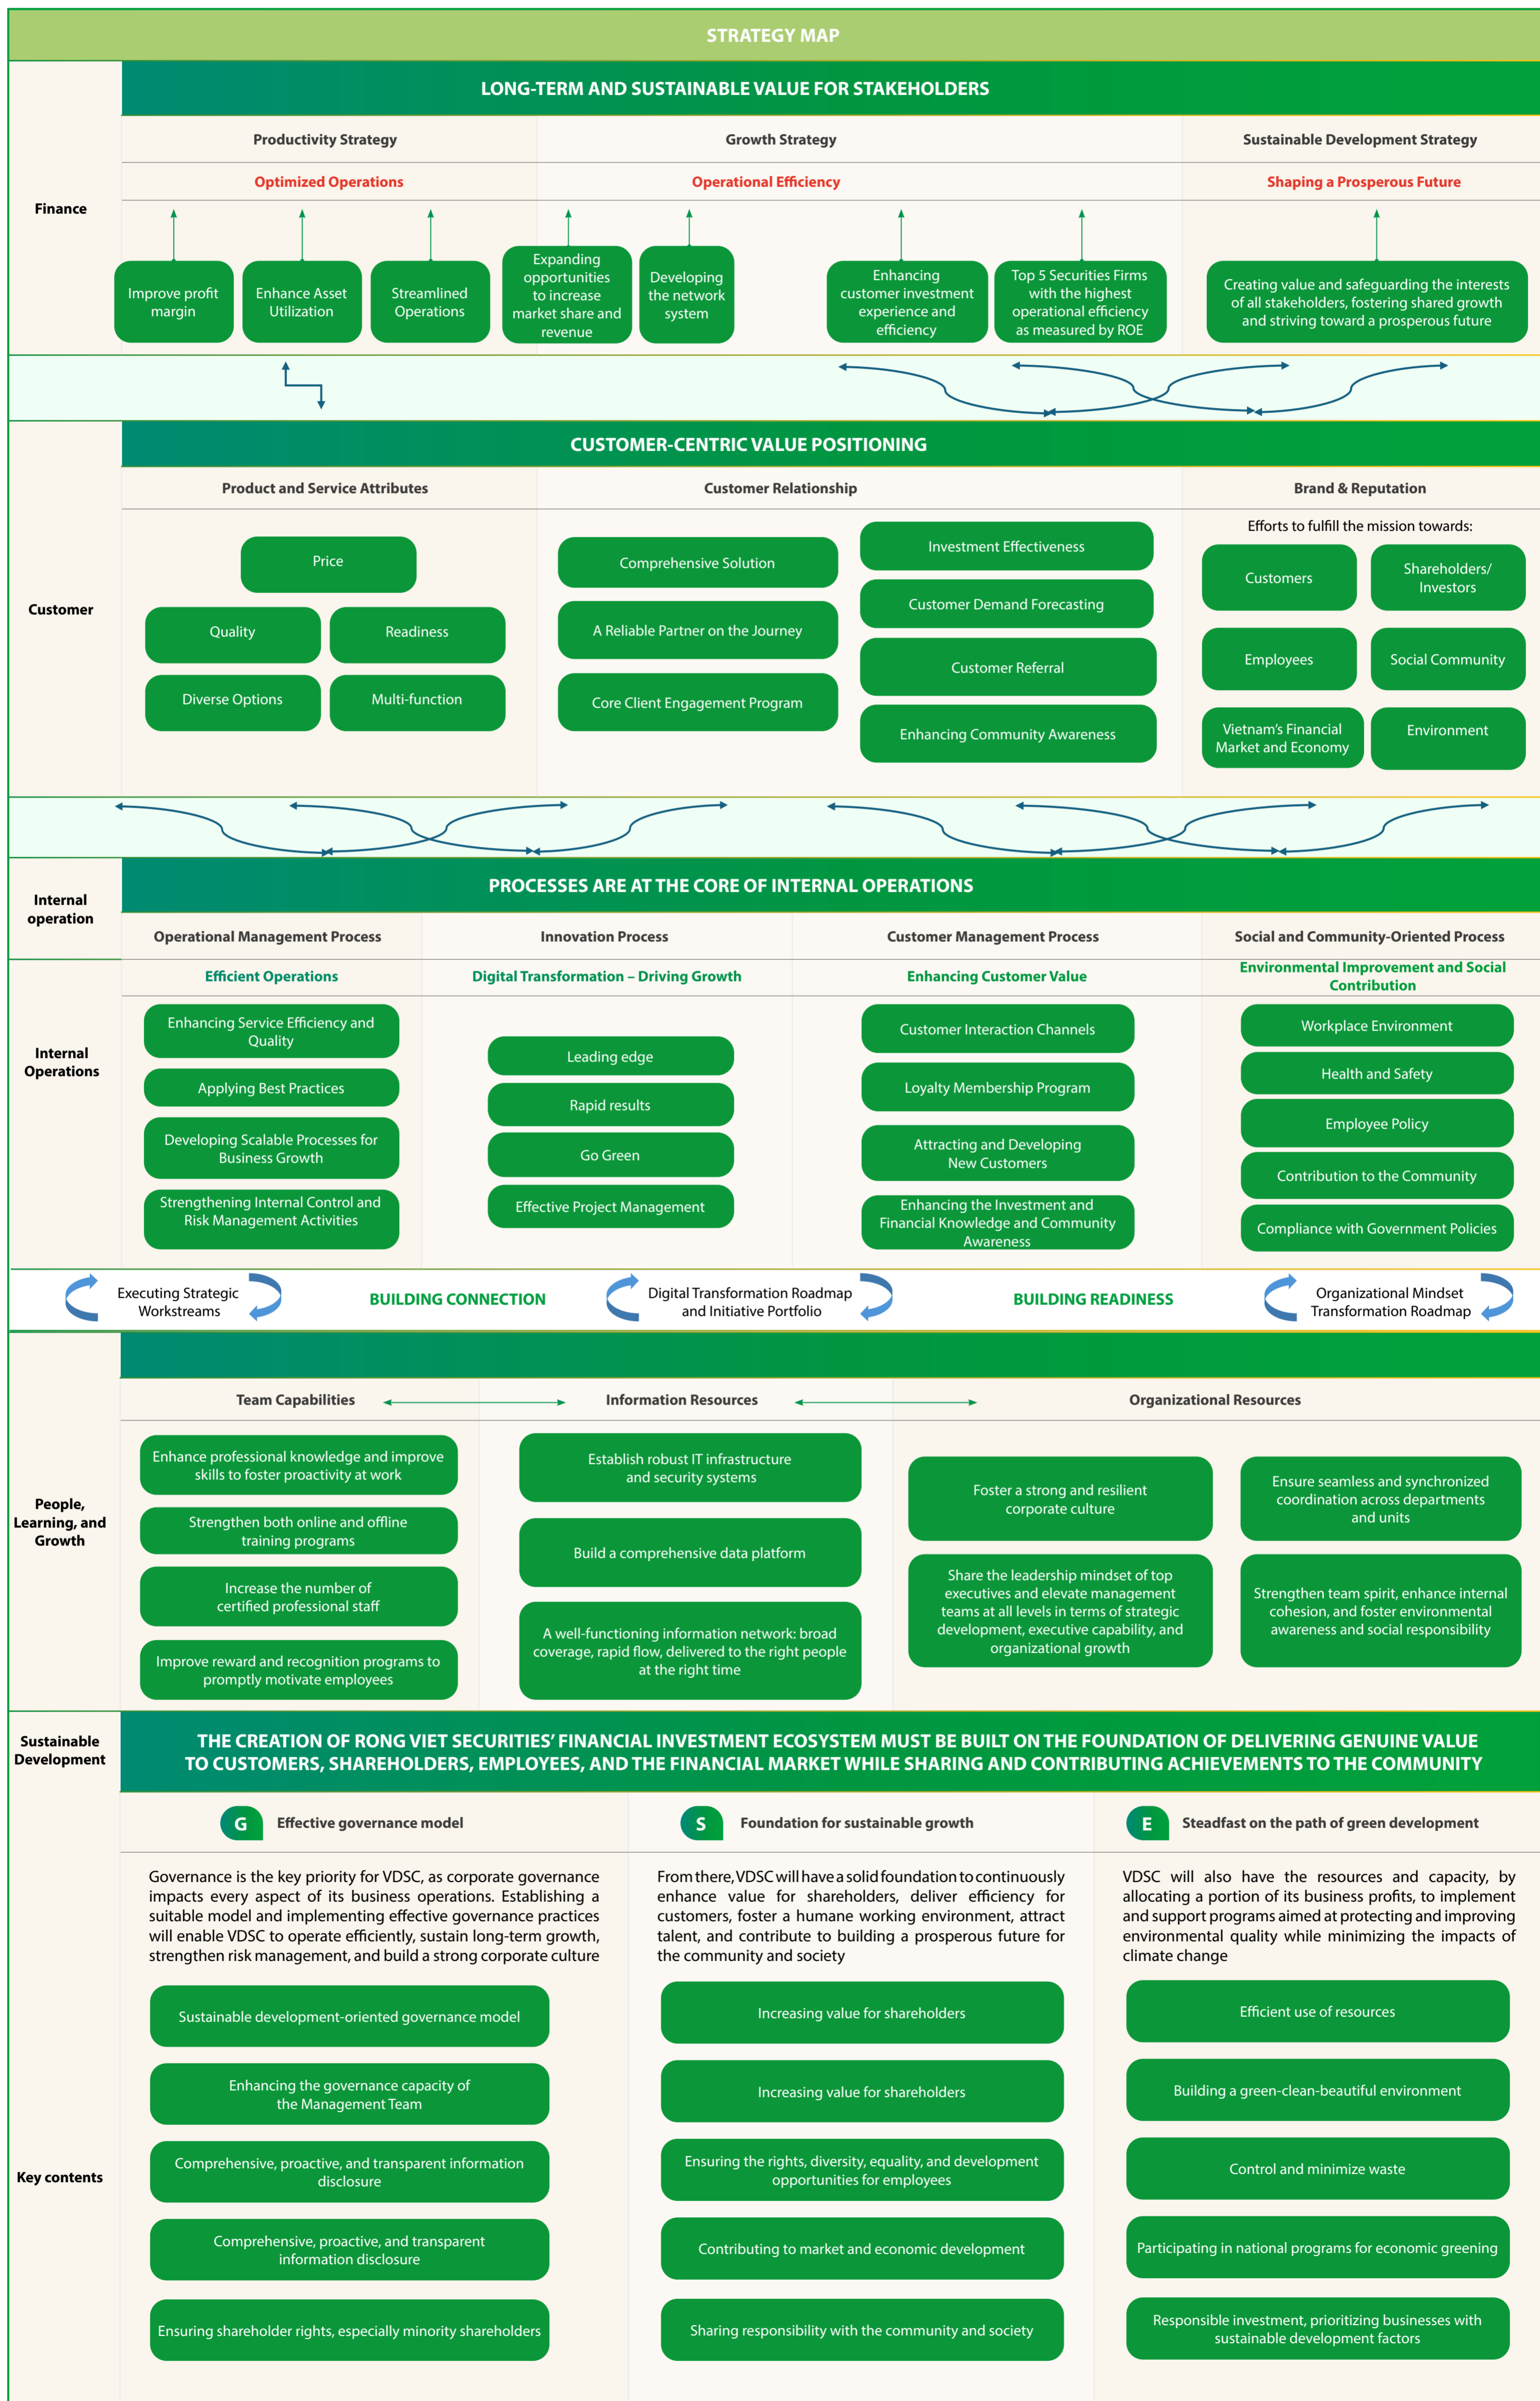 STRATEGY MAP
LONG-TERM AND SUSTAINABLE VALUE FOR STAKEHOLDERS
Finance
Productivity Strategy
Growth Strategy
Sustainable Development Strategy
Optimized Operations
Operational Efficiency
Shaping a Prosperous Future
Improve profit
margin
Enhance Asset
Utilization
Streamlined
Operations
Expanding
opportunities
to increase
market share and
revenue
Developing
the network
system
Enhancing
customer investment
experience and
efficiency
Top 5 Securities Firms
with the highest
operational efficiency
as measured by ROE
Creating value and safeguarding the interests
of all stakeholders, fostering shared growth
and striving toward a prosperous future
CUSTOMER-CENTRIC VALUE POSITIONING
Customer
Product and Service Attributes
Customer Relationship
Brand & Reputation
Price
Quality
Readiness
Diverse Options
Multi-function
Comprehensive Solution
A Reliable Partner on the Journey
Core Client Engagement Program
Investment Effectiveness
Customer Demand Forecasting
Customer Referral
Enhancing Community Awareness
Efforts to fulfill the mission towards:
Customers
Shareholders/
Investors
Employees
Social Community
Vietnam's Financial
Market and Economy
Environment
Internal
operation
PROCESSES ARE AT THE CORE OF INTERNAL OPERATIONS
Operational Management Process
Innovation Process
Customer Management Process
Social and Community-Oriented Process
Internal
Operations
Efficient Operations
Digital Transformation – Driving Growth
Enhancing Customer Value
Environmental Improvement and Social
Contribution
Enhancing Service Efficiency and
Quality
Applying Best Practices
Developing Scalable Processes for
Business Growth
Strengthening Internal Control and
Risk Management Activities
Leading edge
Rapid results
Go Green
Effective Project Management
Customer Interaction Channels
Loyalty Membership Program
Attracting and Developing
New Customers
Enhancing the Investment and
Financial Knowledge and Community
Awareness
Workplace Environment
Health and Safety
Employee Policy
Contribution to the Community
Compliance with Government Policies
Executing Strategic
Workstreams
BUILDING CONNECTION
Digital Transformation Roadmap
and Initiative Portfolio
BUILDING READINESS
Organizational Mindset
Transformation Roadmap
People,
Learning, and
Growth
Team Capabilities
Information Resources
Organizational Resources
Enhance professional knowledge and improve
skills to foster proactivity at work
Strengthen both online and offline
training programs
Increase the number of
certified professional staff
Improve reward and recognition programs to
promptly motivate employees
Establish robust IT infrastructure
and security systems
Build a comprehensive data platform
A well-functioning information network: broad
coverage, rapid flow, delivered to the right people
at the right time
Foster a strong and resilient
corporate culture
Share the leadership mindset of top
executives and elevate management
teams at all levels in terms of strategic
development, executive capability, and
organizational growth
Ensure seamless and synchronized
coordination across departments
and units
Strengthen team spirit, enhance internal
cohesion, and foster environmental
awareness and social responsibility
Sustainable
Development
THE CREATION OF RONG VIET SECURITIES' FINANCIAL INVESTMENT ECOSYSTEM MUST BE BUILT ON THE FOUNDATION OF DELIVERING GENUINE VALUE
TO CUSTOMERS, SHAREHOLDERS, EMPLOYEES, AND THE FINANCIAL MARKET WHILE SHARING AND CONTRIBUTING ACHIEVEMENTS TO THE COMMUNITY
Key contents
G Effective governance model
Governance is the key priority for VDSC, as corporate governance
impacts every aspect of its business operations. Establishing a
suitable model and implementing effective governance practices
will enable VDSC to operate efficiently, sustain long-term growth,
strengthen risk management, and build a strong corporate culture
Sustainable development-oriented governance model
Enhancing the governance capacity of
the Management Team
Comprehensive, proactive, and transparent information
disclosure
Comprehensive, proactive, and transparent
information disclosure
Ensuring shareholder rights, especially minority shareholders
S Foundation for sustainable growth
From there, VDSC will have a solid foundation to continuously
enhance value for shareholders, deliver efficiency for
customers, foster a humane working environment, attract
talent, and contribute to building a prosperous future for
the community and society
Increasing value for shareholders
Increasing value for shareholders
Ensuring the rights, diversity, equality, and development
opportunities for employees
Contributing to market and economic development
Sharing responsibility with the community and society
E Steadfast on the path of green development
VDSC will also have the resources and capacity, by
allocating a portion of its business profits, to implement
and support programs aimed at protecting and improving
environmental quality while minimizing the impacts of
climate change
Efficient use of resources
Building a green-clean-beautiful environment
Control and minimize waste
Participating in national programs for economic greening
Responsible investment, prioritizing businesses with
sustainable development factors